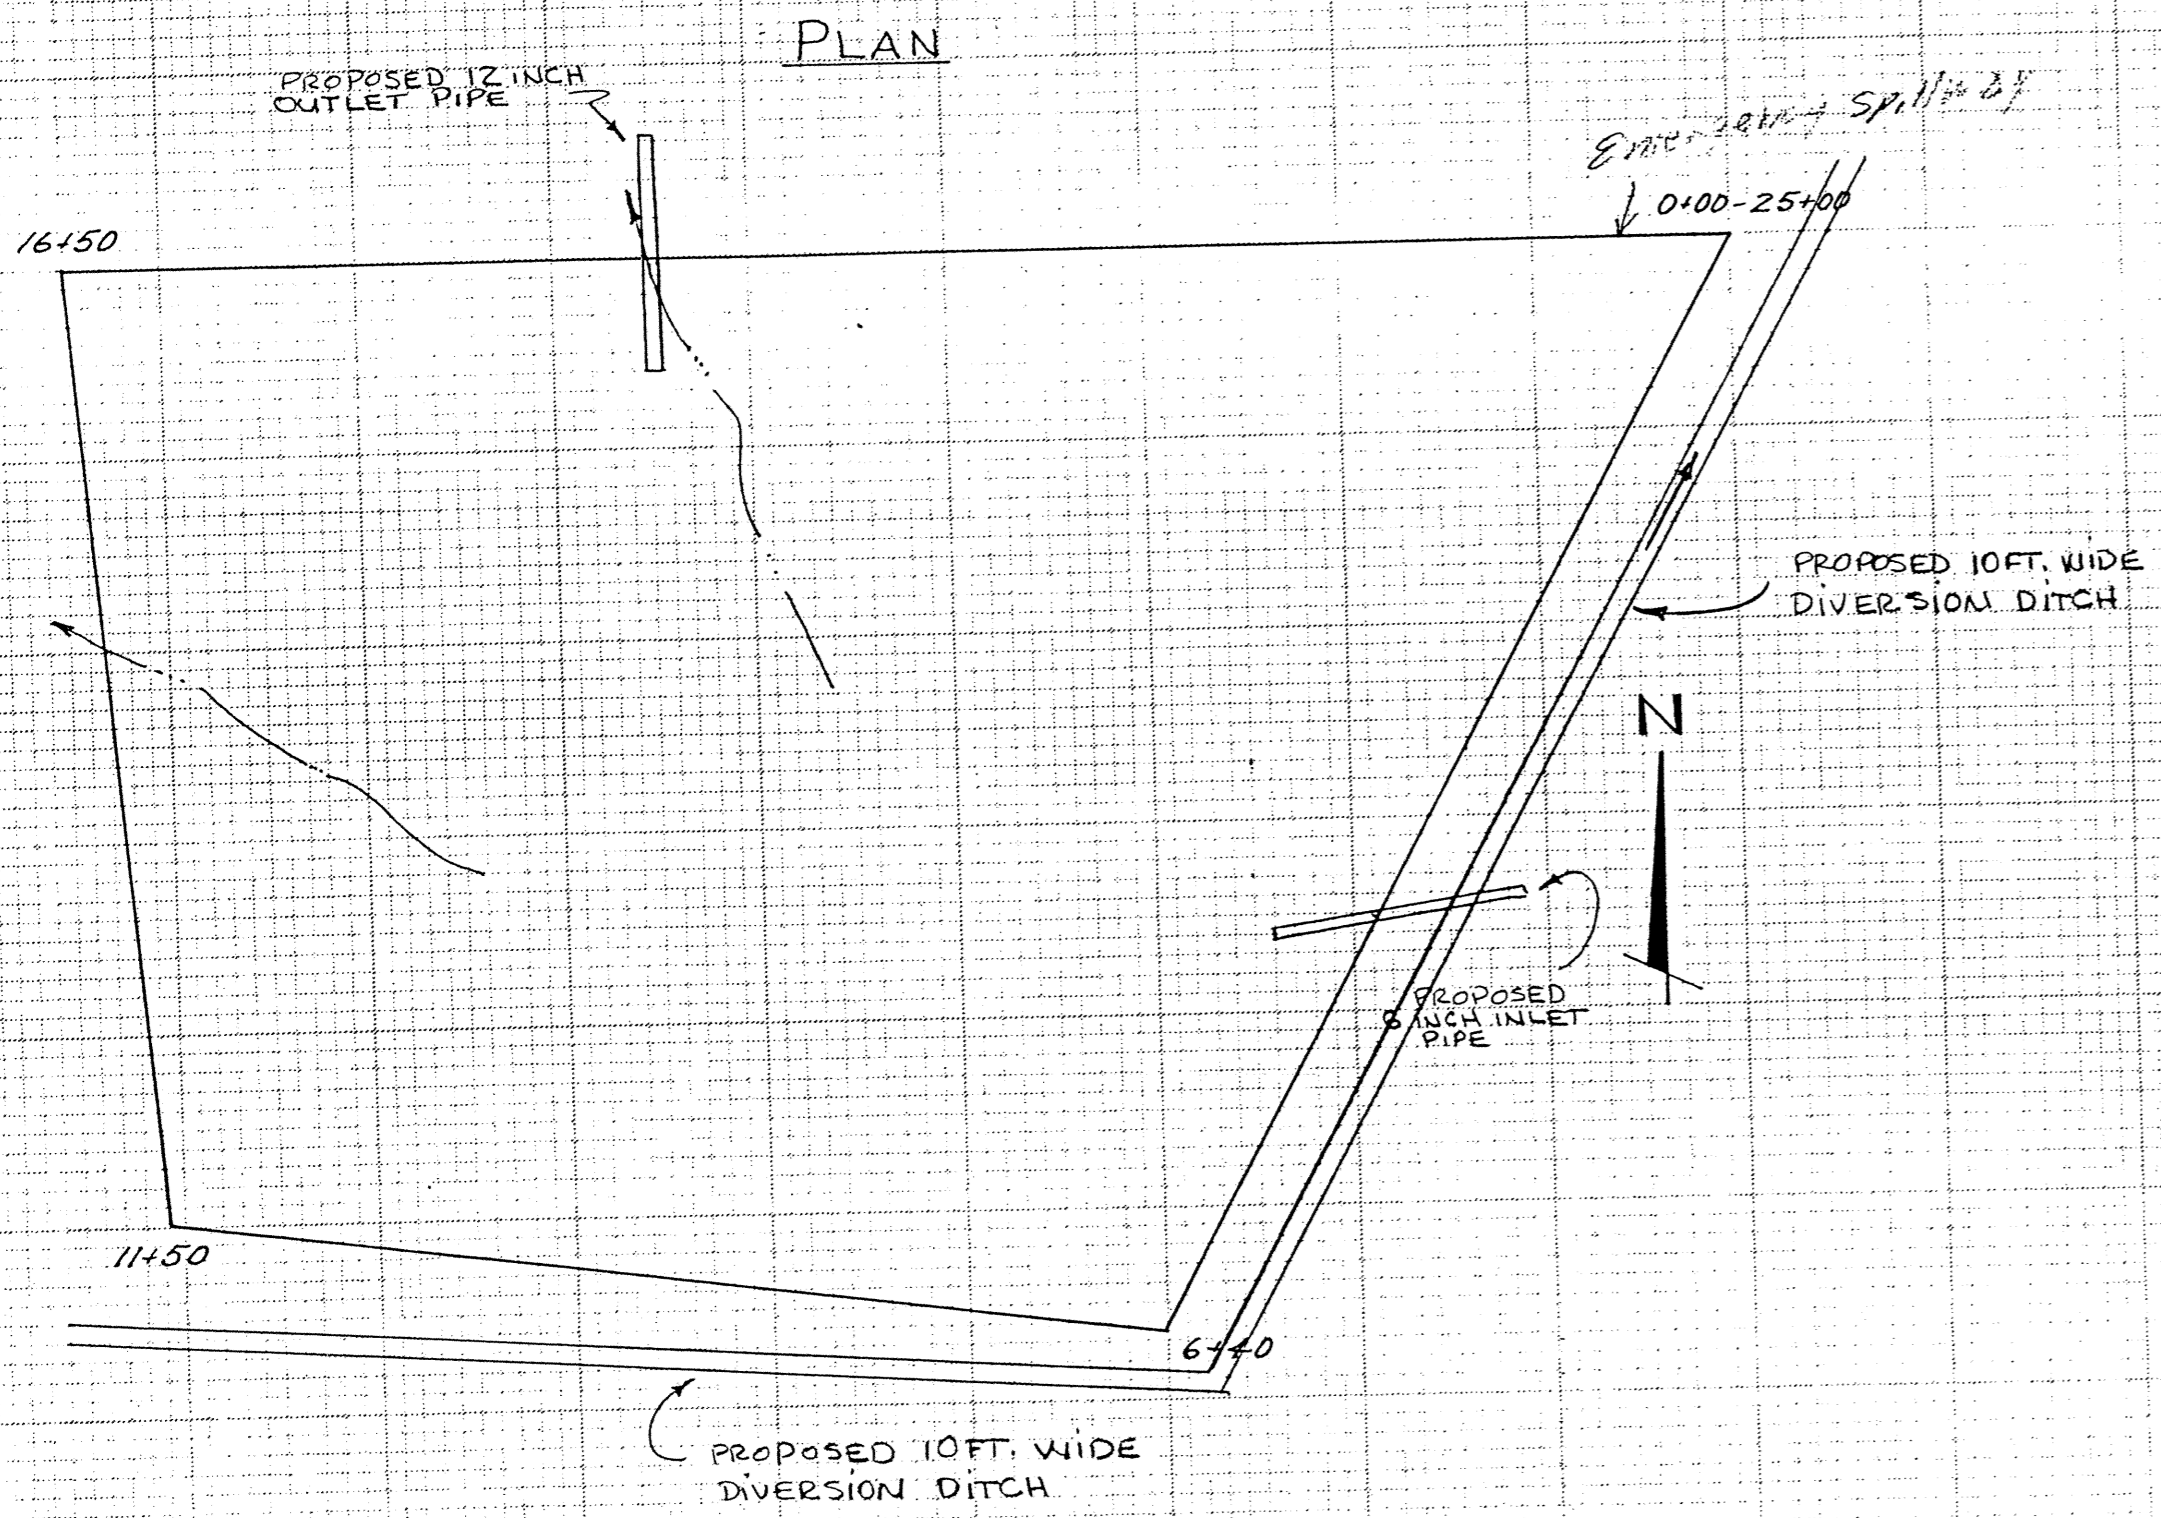 PLAN
PROPOSED 12 INCH
OUTLET PIPE
Emergency Spillway
0+00-25+00
16+50
PROPOSED 10FT. WIDE
DIVERSION DITCH
N
PROPOSED
INCH INLET
PIPE
11+50
6+40
PROPOSED 10FT. WIDE
DIVERSION DITCH